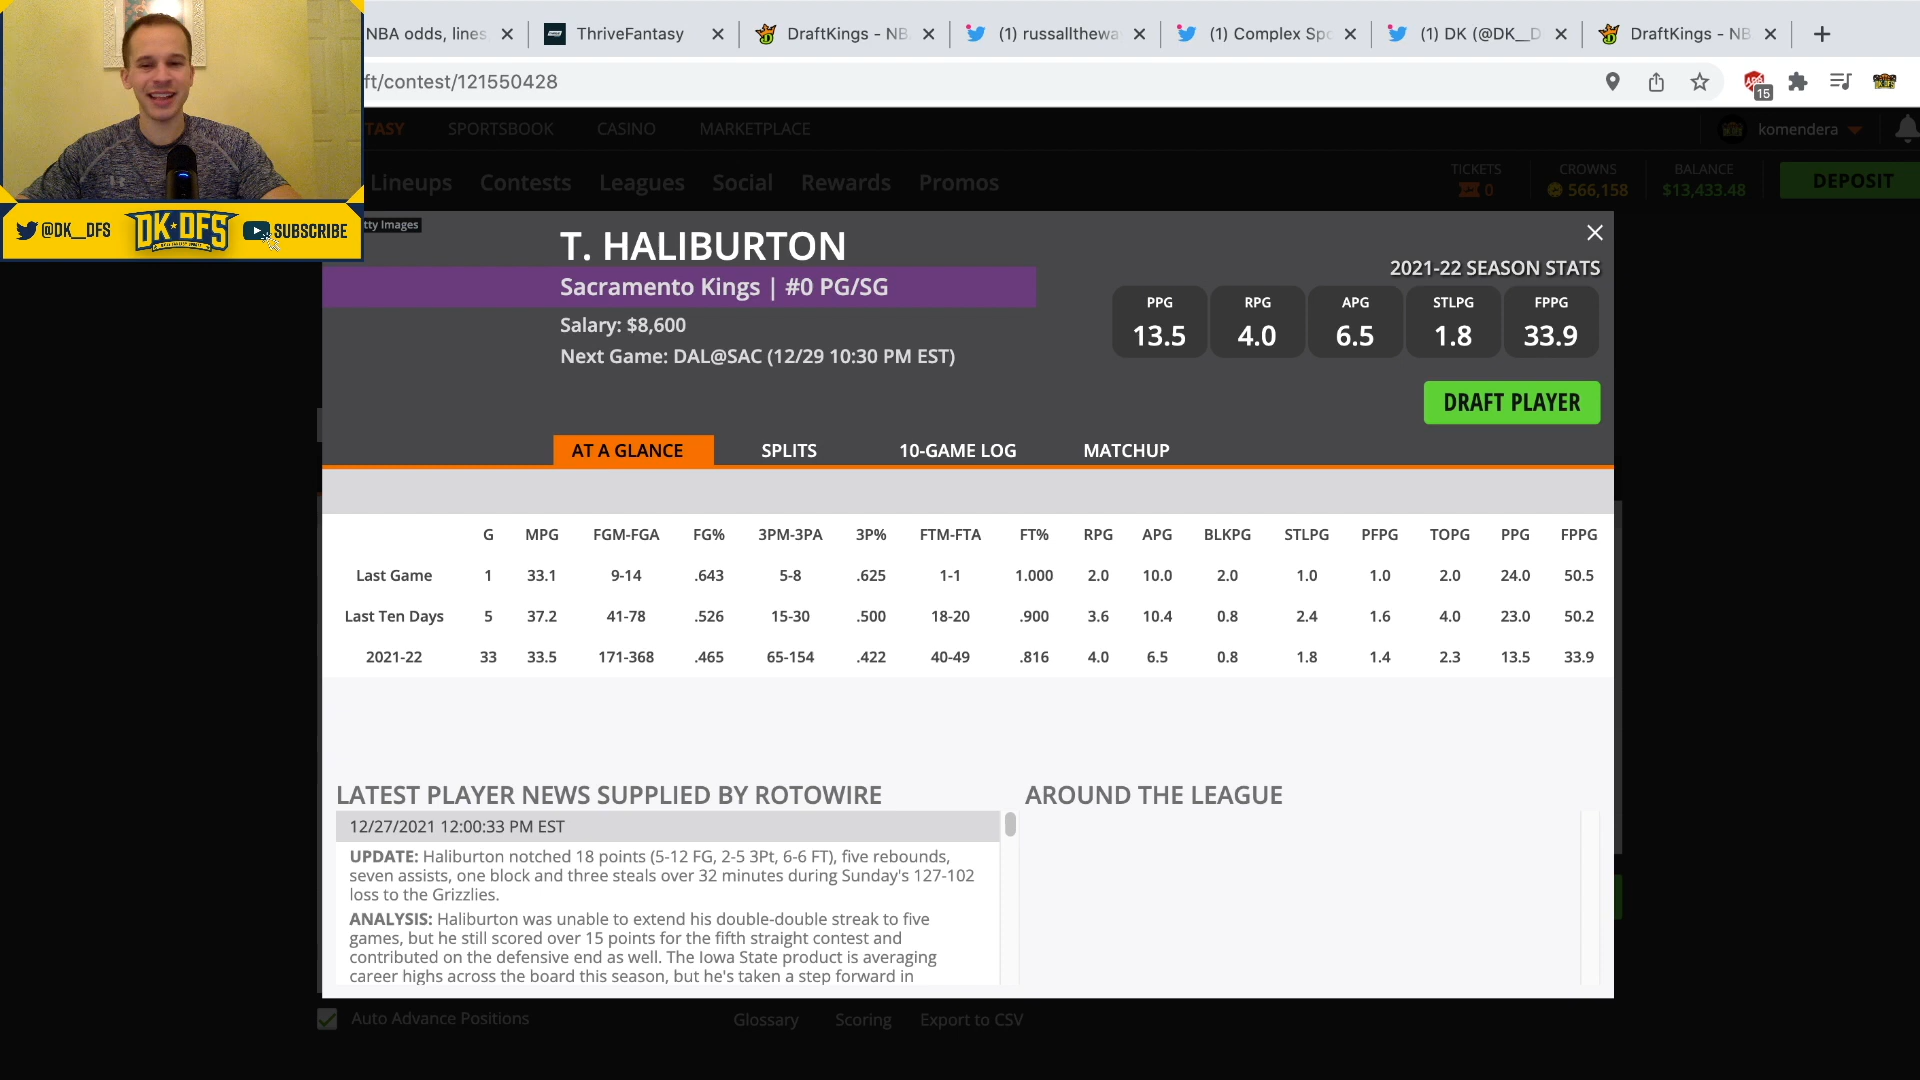 NBA odds, lines
ThriveFantasy
DraftKings - NB
(1) russallthewa
(1) Complex Spo
(1) DK (@DK__D
DraftKings - NB
ft/contest/121550428
15
TASY
SPORTSBOOK
CASINO
MARKETPLACE
komendera
Lineups
Contests
Leagues
Social
Rewards
Promos
TICKETS
0
CROWNS
566,158
BALANCE
$13,433.48
DEPOSIT
@DK__DFS
DK DFS
SUBSCRIBE
tty Images
T. HALIBURTON
Sacramento Kings | #0 PG/SG
Salary: $8,600
Next Game: DAL@SAC (12/29 10:30 PM EST)
2021-22 SEASON STATS
PPG RPG APG STLPG FPPG
13.5 4.0 6.5 1.8 33.9
DRAFT PLAYER
AT A GLANCE SPLITS 10-GAME LOG MATCHUP
G MPG FGM-FGA FG% 3PM-3PA 3P% FTM-FTA FT% RPG APG BLKPG STLPG PFPG TOPG PPG FPPG
Last Game 1 33.1 9-14 .643 5-8 .625 1-1 1.000 2.0 10.0 2.0 1.0 1.0 2.0 24.0 50.5
Last Ten Days 5 37.2 41-78 .526 15-30 .500 18-20 .900 3.6 10.4 0.8 2.4 1.6 4.0 23.0 50.2
2021-22 33 33.5 171-368 .465 65-154 .422 40-49 .816 4.0 6.5 0.8 1.8 1.4 2.3 13.5 33.9
LATEST PLAYER NEWS SUPPLIED BY ROTOWIRE
12/27/2021 12:00:33 PM EST
UPDATE: Haliburton notched 18 points (5-12 FG, 2-5 3Pt, 6-6 FT), five rebounds,
seven assists, one block and three steals over 32 minutes during Sunday's 127-102
loss to the Grizzlies.
ANALYSIS: Haliburton was unable to extend his double-double streak to five
games, but he still scored over 15 points for the fifth straight contest and
contributed on the defensive end as well. The Iowa State product is averaging
career highs across the board this season, but he's taken a step forward in
AROUND THE LEAGUE
Auto Advance Positions
Glossary
Scoring
Export to CSV